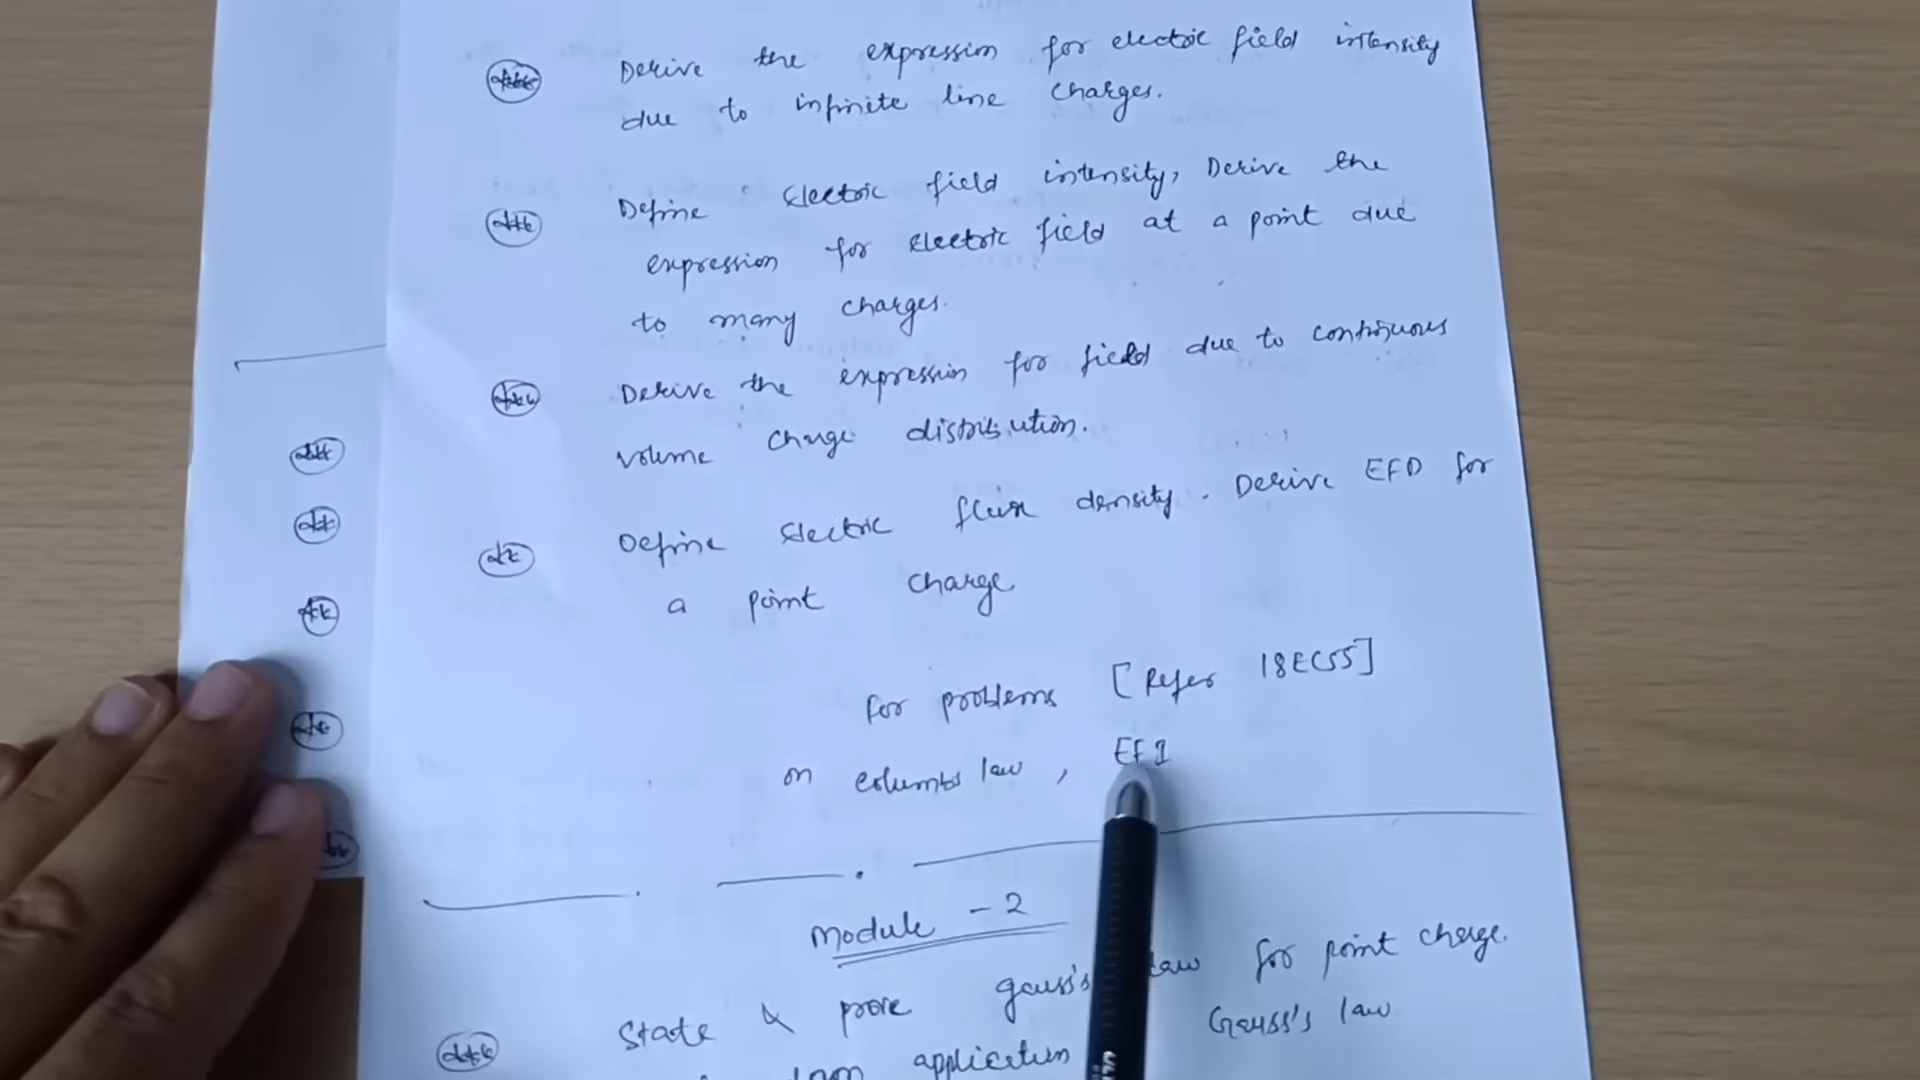 Derive the expression for electric field intensity
due to infinite line charges.
Define Electric field intensity, Derive the
expression for Electric field at a point due
to many charges.
Derive the expression for field due to continuous
volume charge distribution.
Define Electric flux density. Derive EFD for
a point charge
for problems [Refer 18EC55]
on columbs law, EFI
Module - 2
State & prove gauss's law for point charge.
application Gauss's law